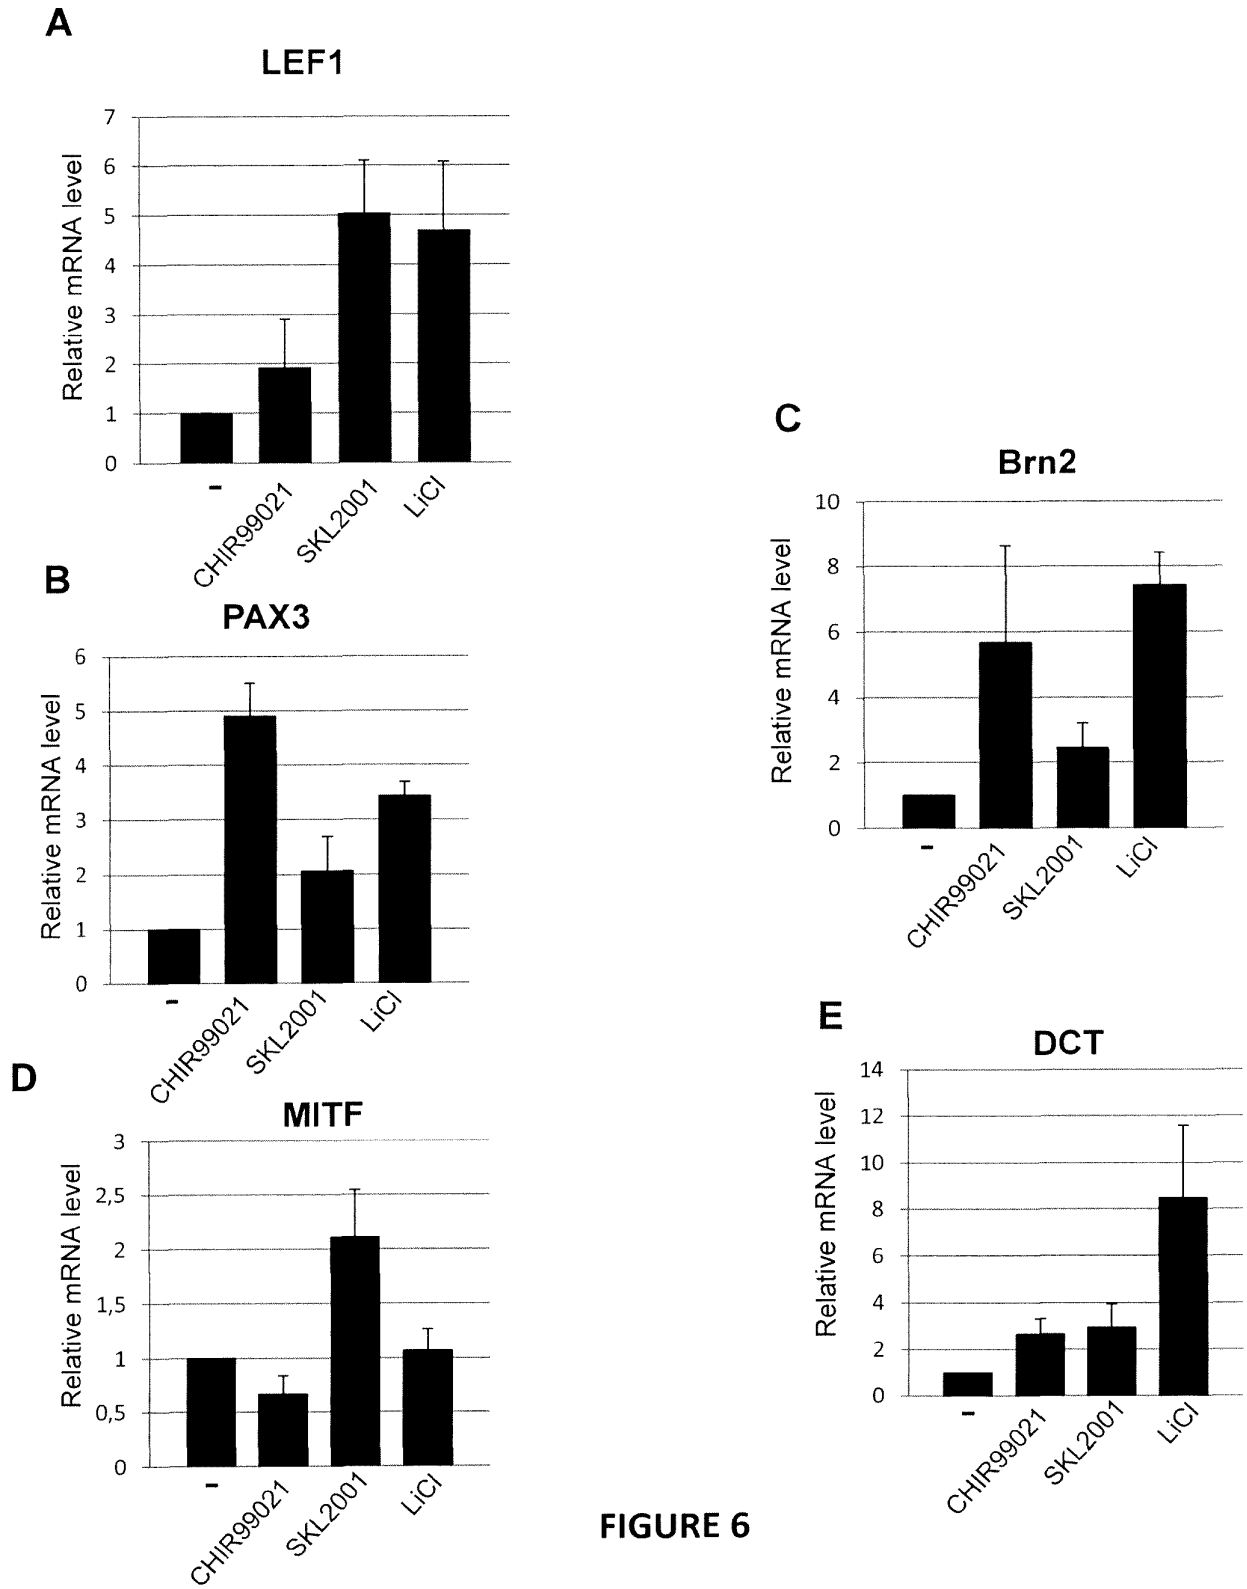 A
LEF1
Relative mRNA level
7
6
5
4
3
2
1
0
-
CHIR99021
SKL2001
LiCl
B
PAX3
Relative mRNA level
6
5
4
3
2
1
0
-
CHIR99021
SKL2001
LiCl
C
Brn2
Relative mRNA level
10
8
6
4
2
0
-
CHIR99021
SKL2001
LiCl
D
MITF
Relative mRNA level
3
2,5
2
1,5
1
0,5
0
-
CHIR99021
SKL2001
LiCl
E
DCT
Relative mRNA level
14
12
10
8
6
4
2
0
-
CHIR99021
SKL2001
LiCl
FIGURE 6